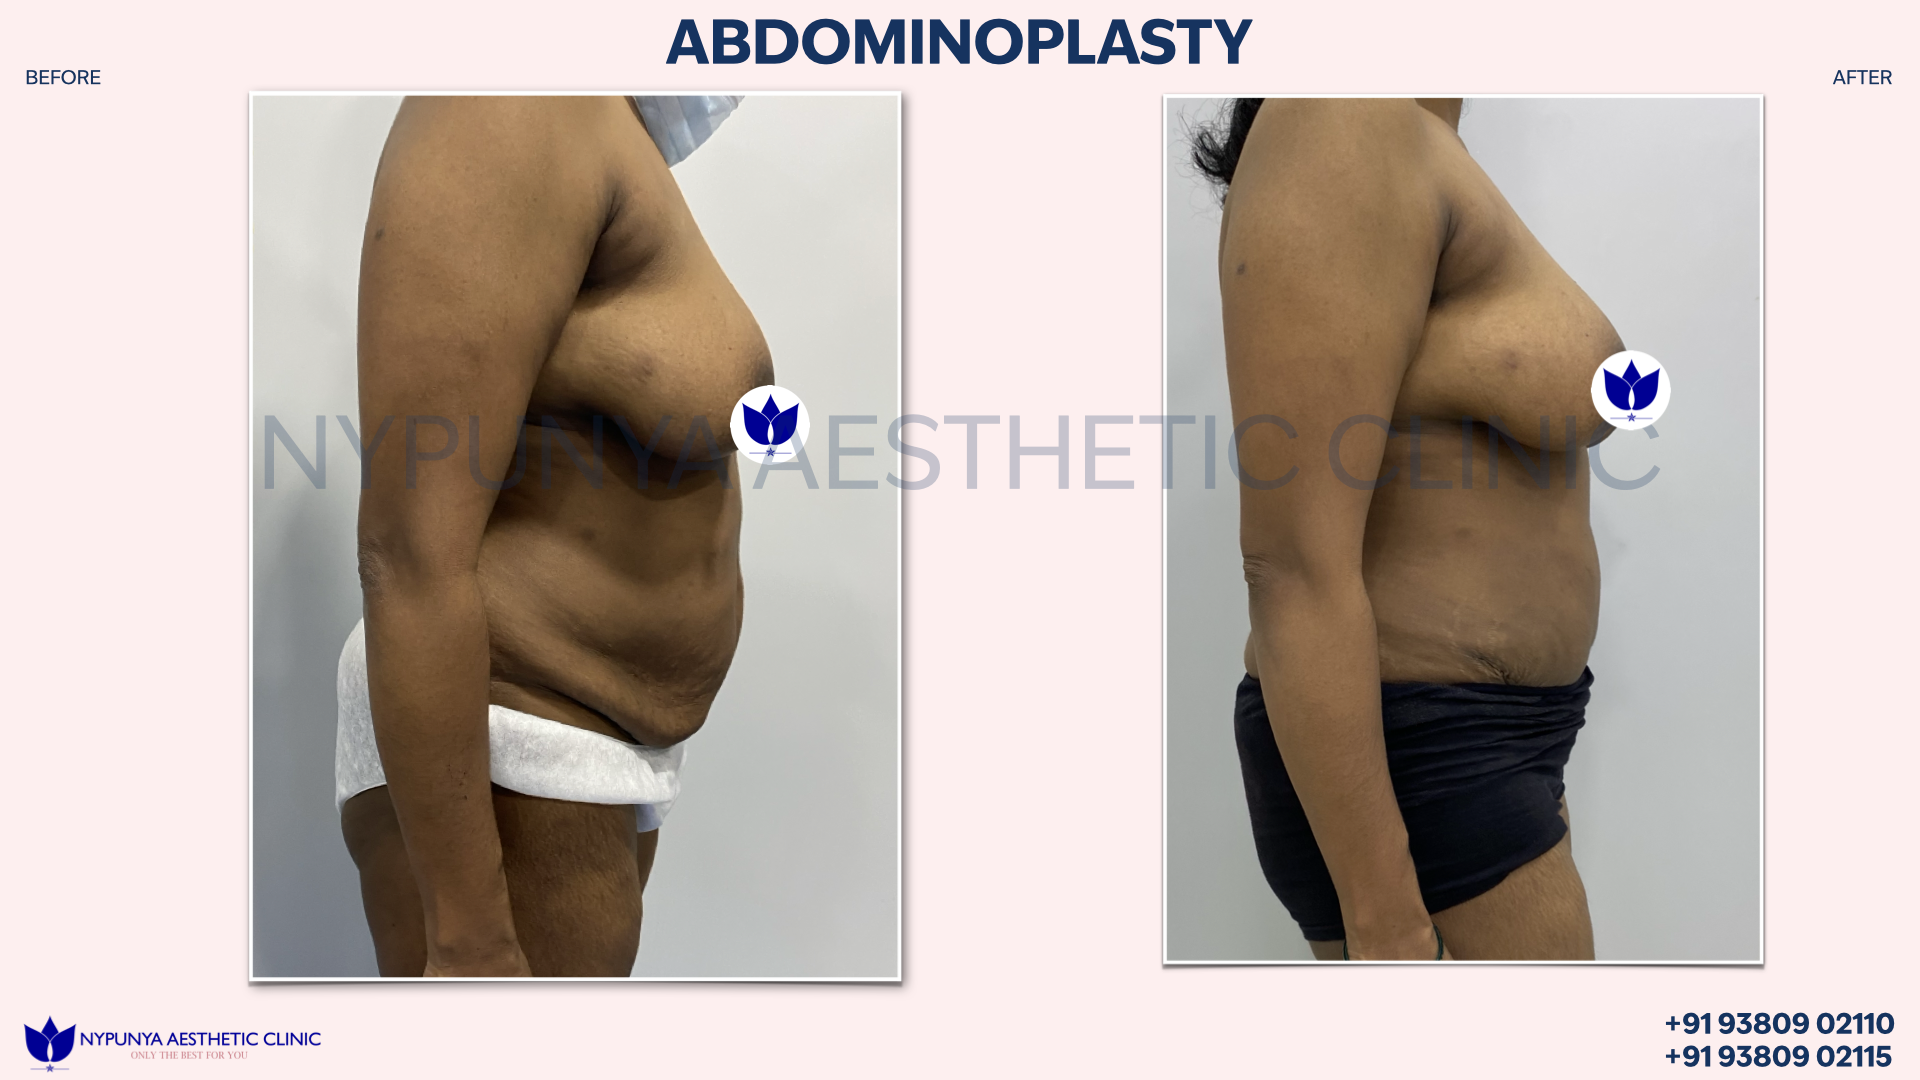 ABDOMINOPLASTY
BEFORE
AFTER
NYPUNYA AESTHETIC CLINIC
NYPUNYA AESTHETIC CLINIC
ONLY THE BEST FOR YOU
+91 93809 02110
+91 93809 02115